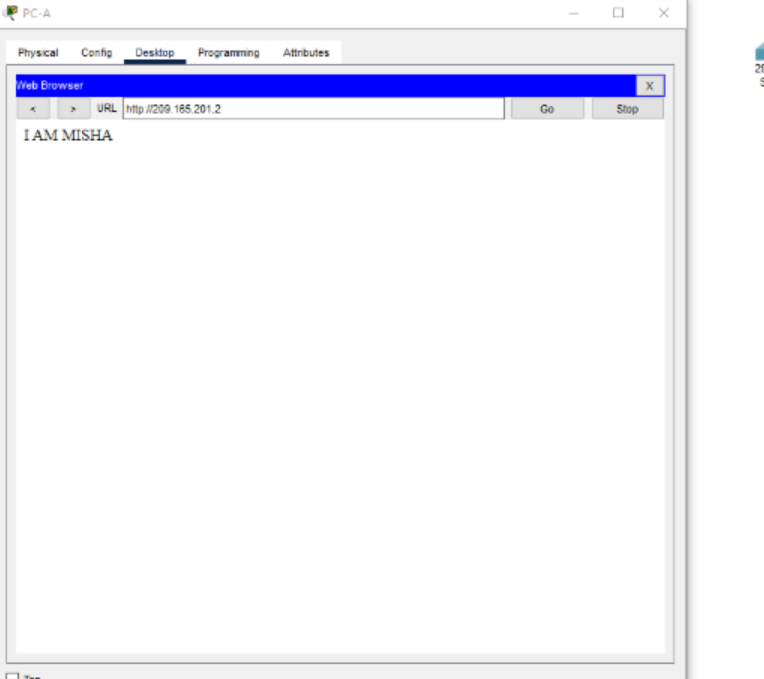 PC-A
Physical Config Desktop Programming Attributes
Web Browser X
< > URL http://209.165.201.2 Go Stop
I AM MISHA